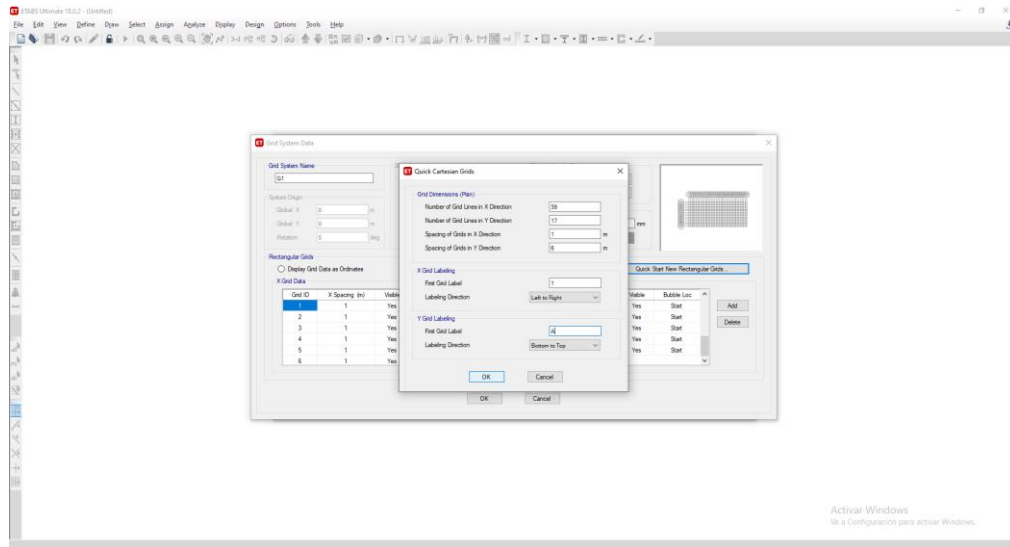 ETABS Ultimate 18.0.2 - (Untitled)
File Edit View Define Draw Select Assign Analyze Display Design Options Tools Help
Grid System Data
Grid System Name
G1
System Origin
Global X 0 m
Global Y 0 m
Rotation 0 deg
mm
Rectangular Grids
Display Grid Data as Ordinates
Quick Start New Rectangular Grids...
X Grid Data
Grid ID X Spacing (m) Visible Bubble Loc
1 1 Yes Start
2 1 Yes Start
3 1 Yes Start
4 1 Yes Start
5 1 Yes Start
6 1 Yes
Add
Delete
OK Cancel
Quick Cartesian Grids
Grid Dimensions (Plan)
Number of Grid Lines in X Direction 39
Number of Grid Lines in Y Direction 17
Spacing of Grids in X Direction 1 m
Spacing of Grids in Y Direction 6 m
X Grid Labeling
First Grid Label 1
Labeling Direction Left to Right
Y Grid Labeling
First Grid Label A
Labeling Direction Bottom to Top
OK Cancel
Activar Windows
Ve a Configuración para activar Windows.